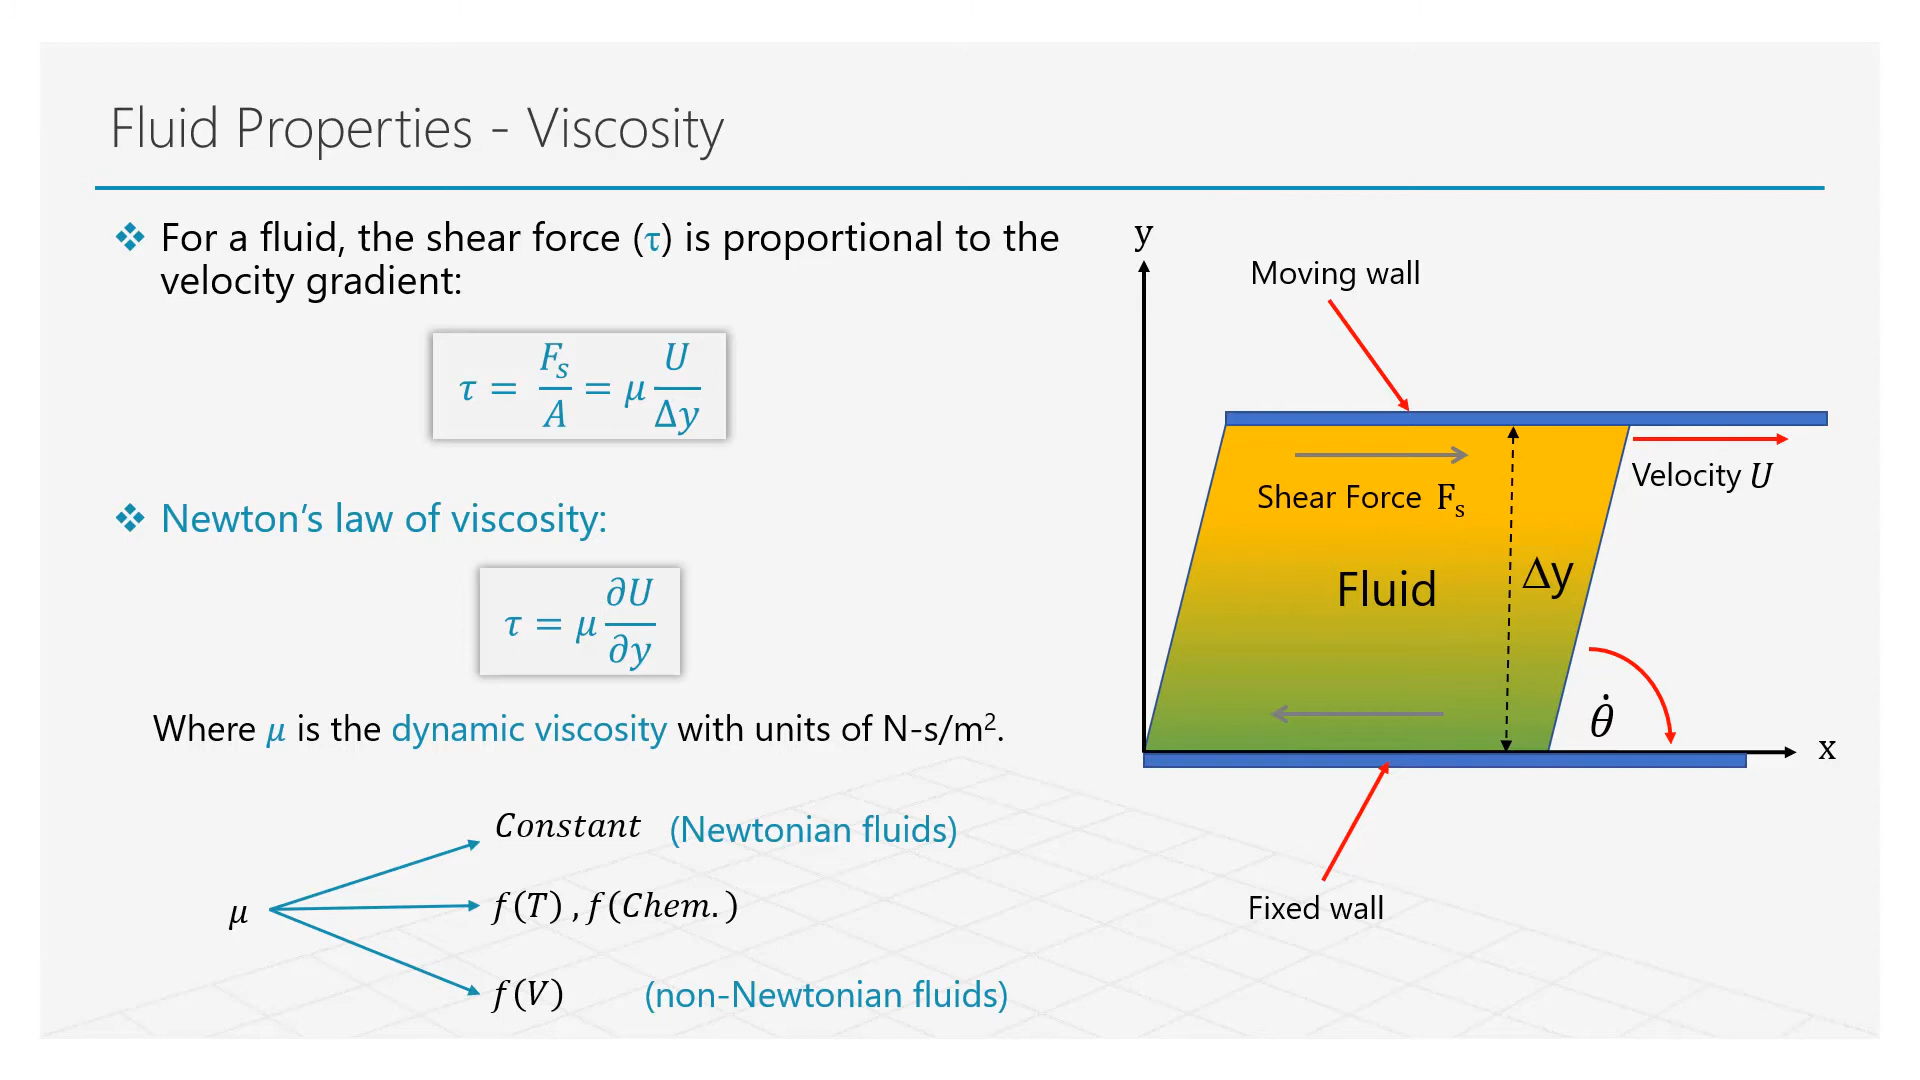 Fluid Properties - Viscosity
❖ For a fluid, the shear force (τ) is proportional to the
velocity gradient:
τ = F_s/A = μ U/Δy
❖ Newton’s law of viscosity:
τ = μ ∂U/∂y
Where μ is the dynamic viscosity with units of N-s/m².
μ
Constant (Newtonian fluids)
f(T) , f(Chem.)
f(V) (non-Newtonian fluids)
y
Moving wall
Velocity U
Shear Force F_s
Fluid
Δy
θ̇
x
Fixed wall